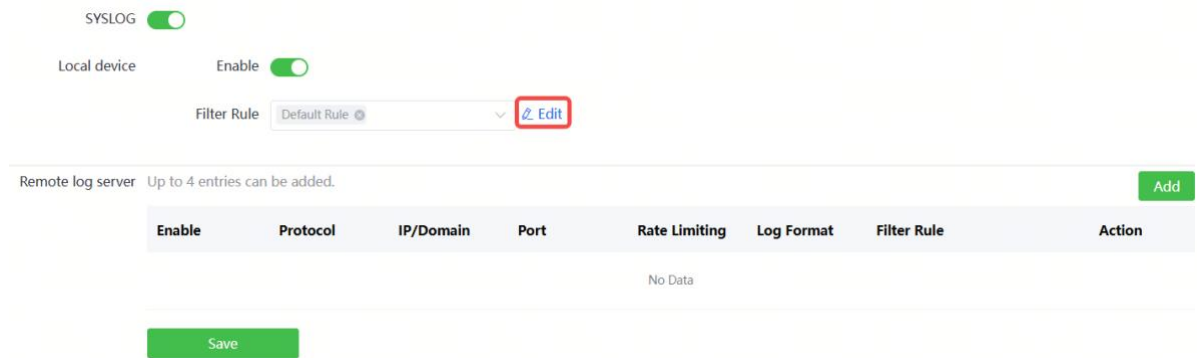 SYSLOG
Local device Enable
Filter Rule Default Rule Edit
Remote log server Up to 4 entries can be added. Add
Enable Protocol IP/Domain Port Rate Limiting Log Format Filter Rule Action
No Data
Save